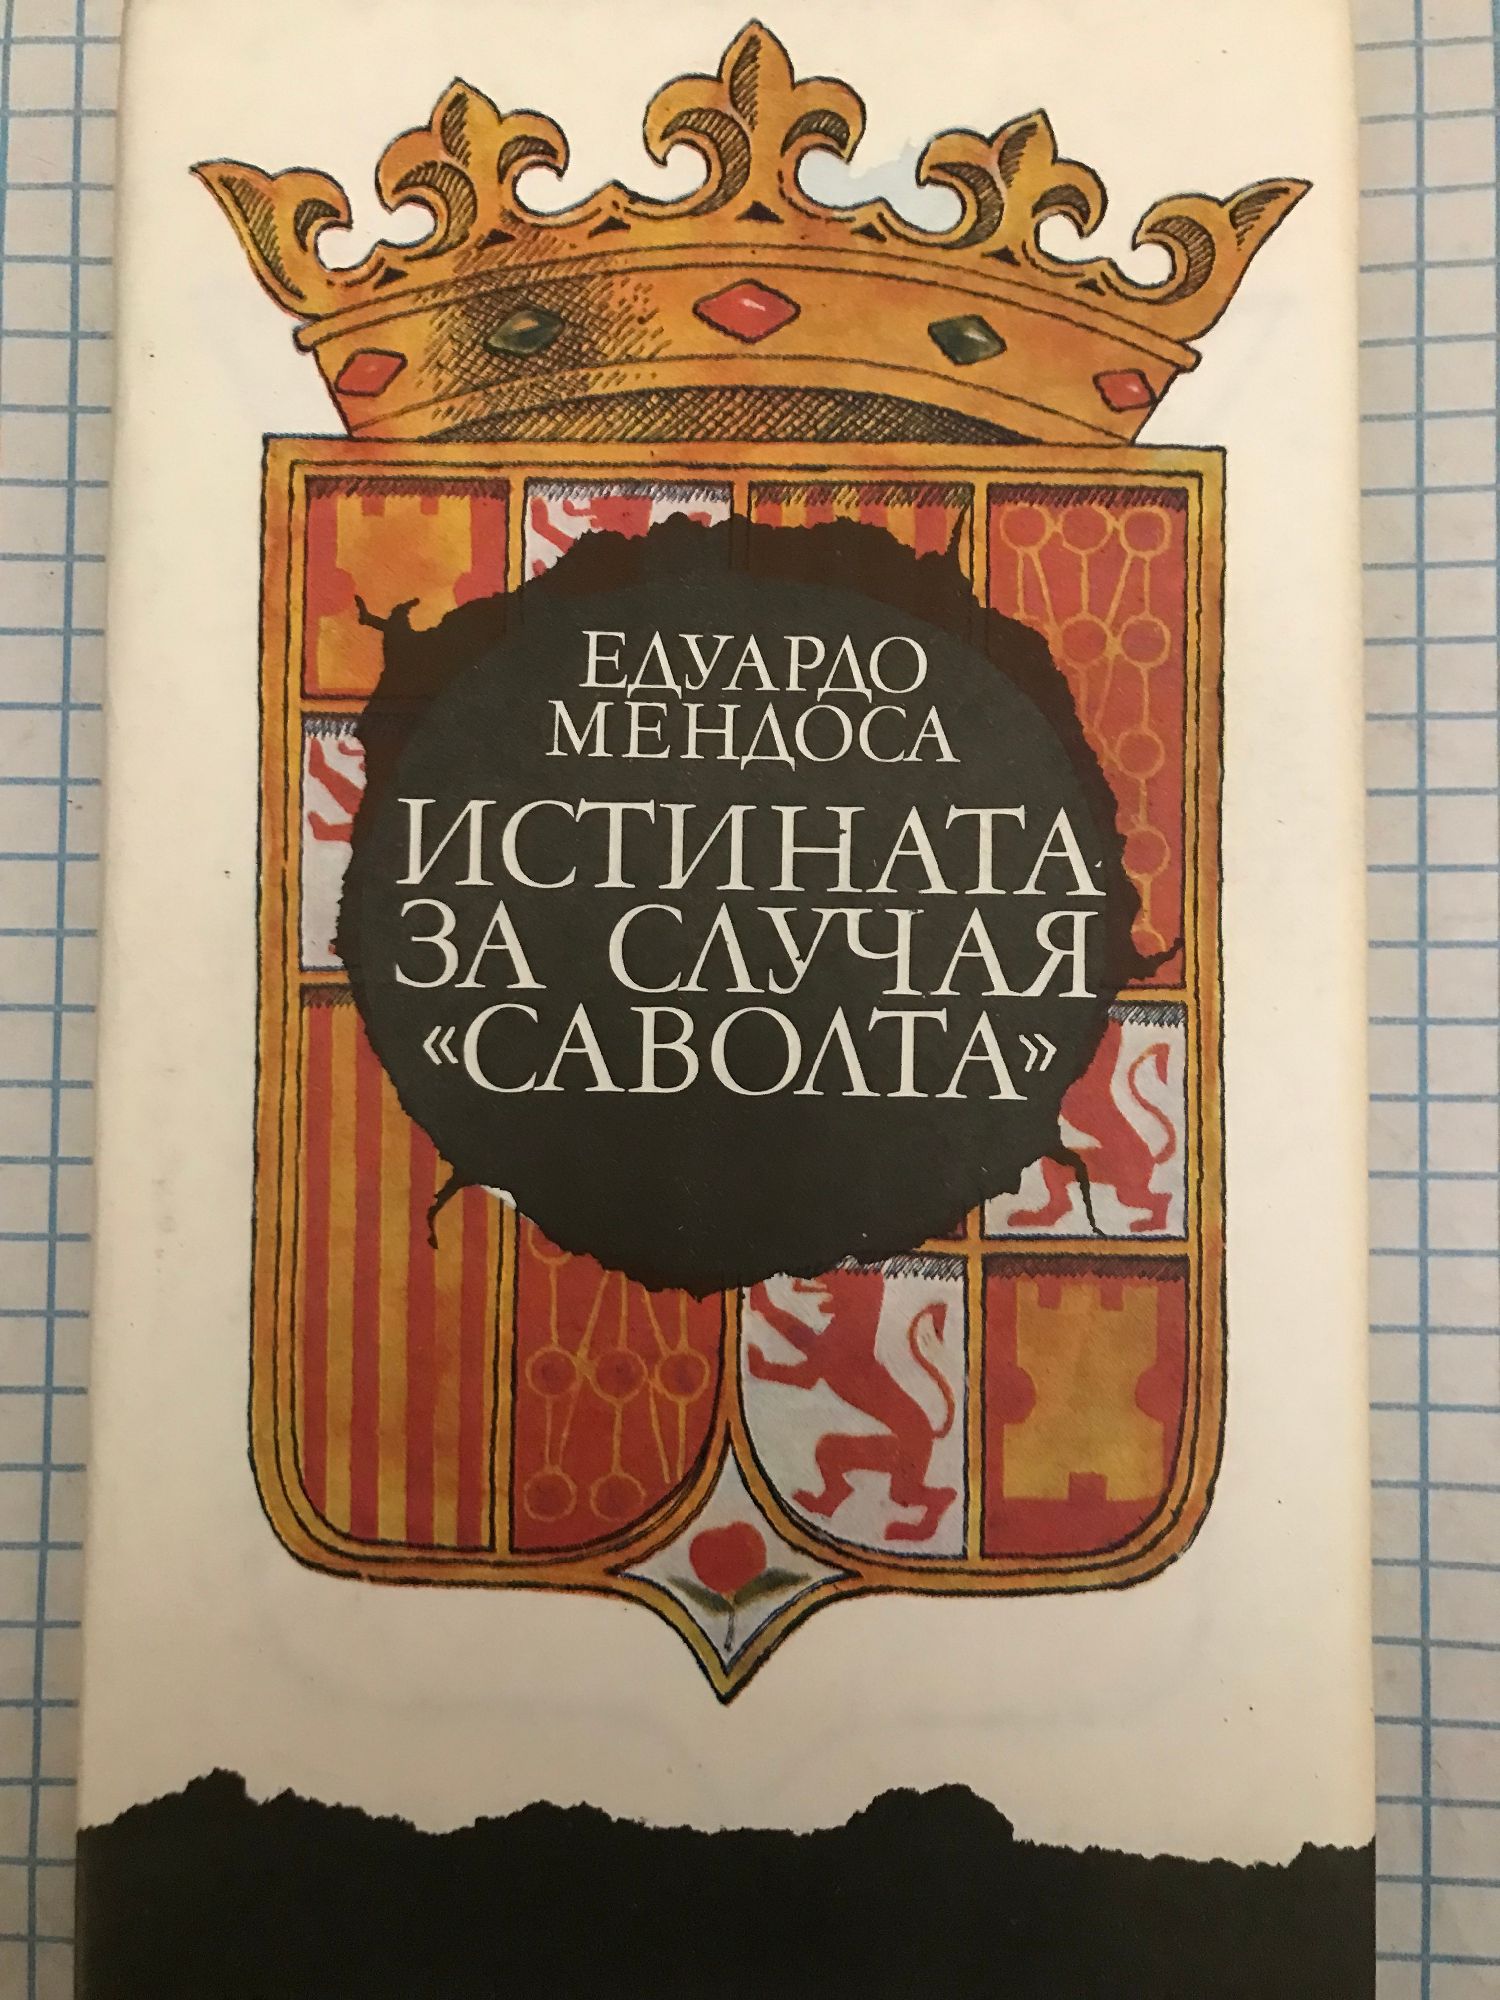 ЕДУАРДО
МЕНДОСА
ИСТИНАТА
ЗА СЛУЧАЯ
«САВОЛТА»